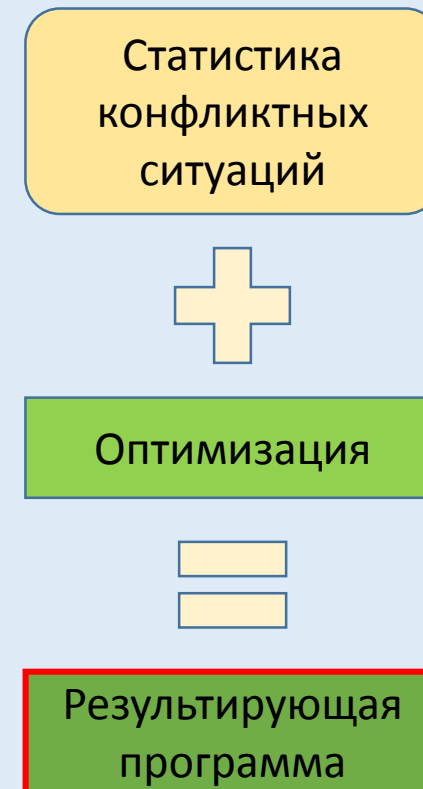 Статистика
конфликтных
ситуаций
Оптимизация
Результирующая
программа